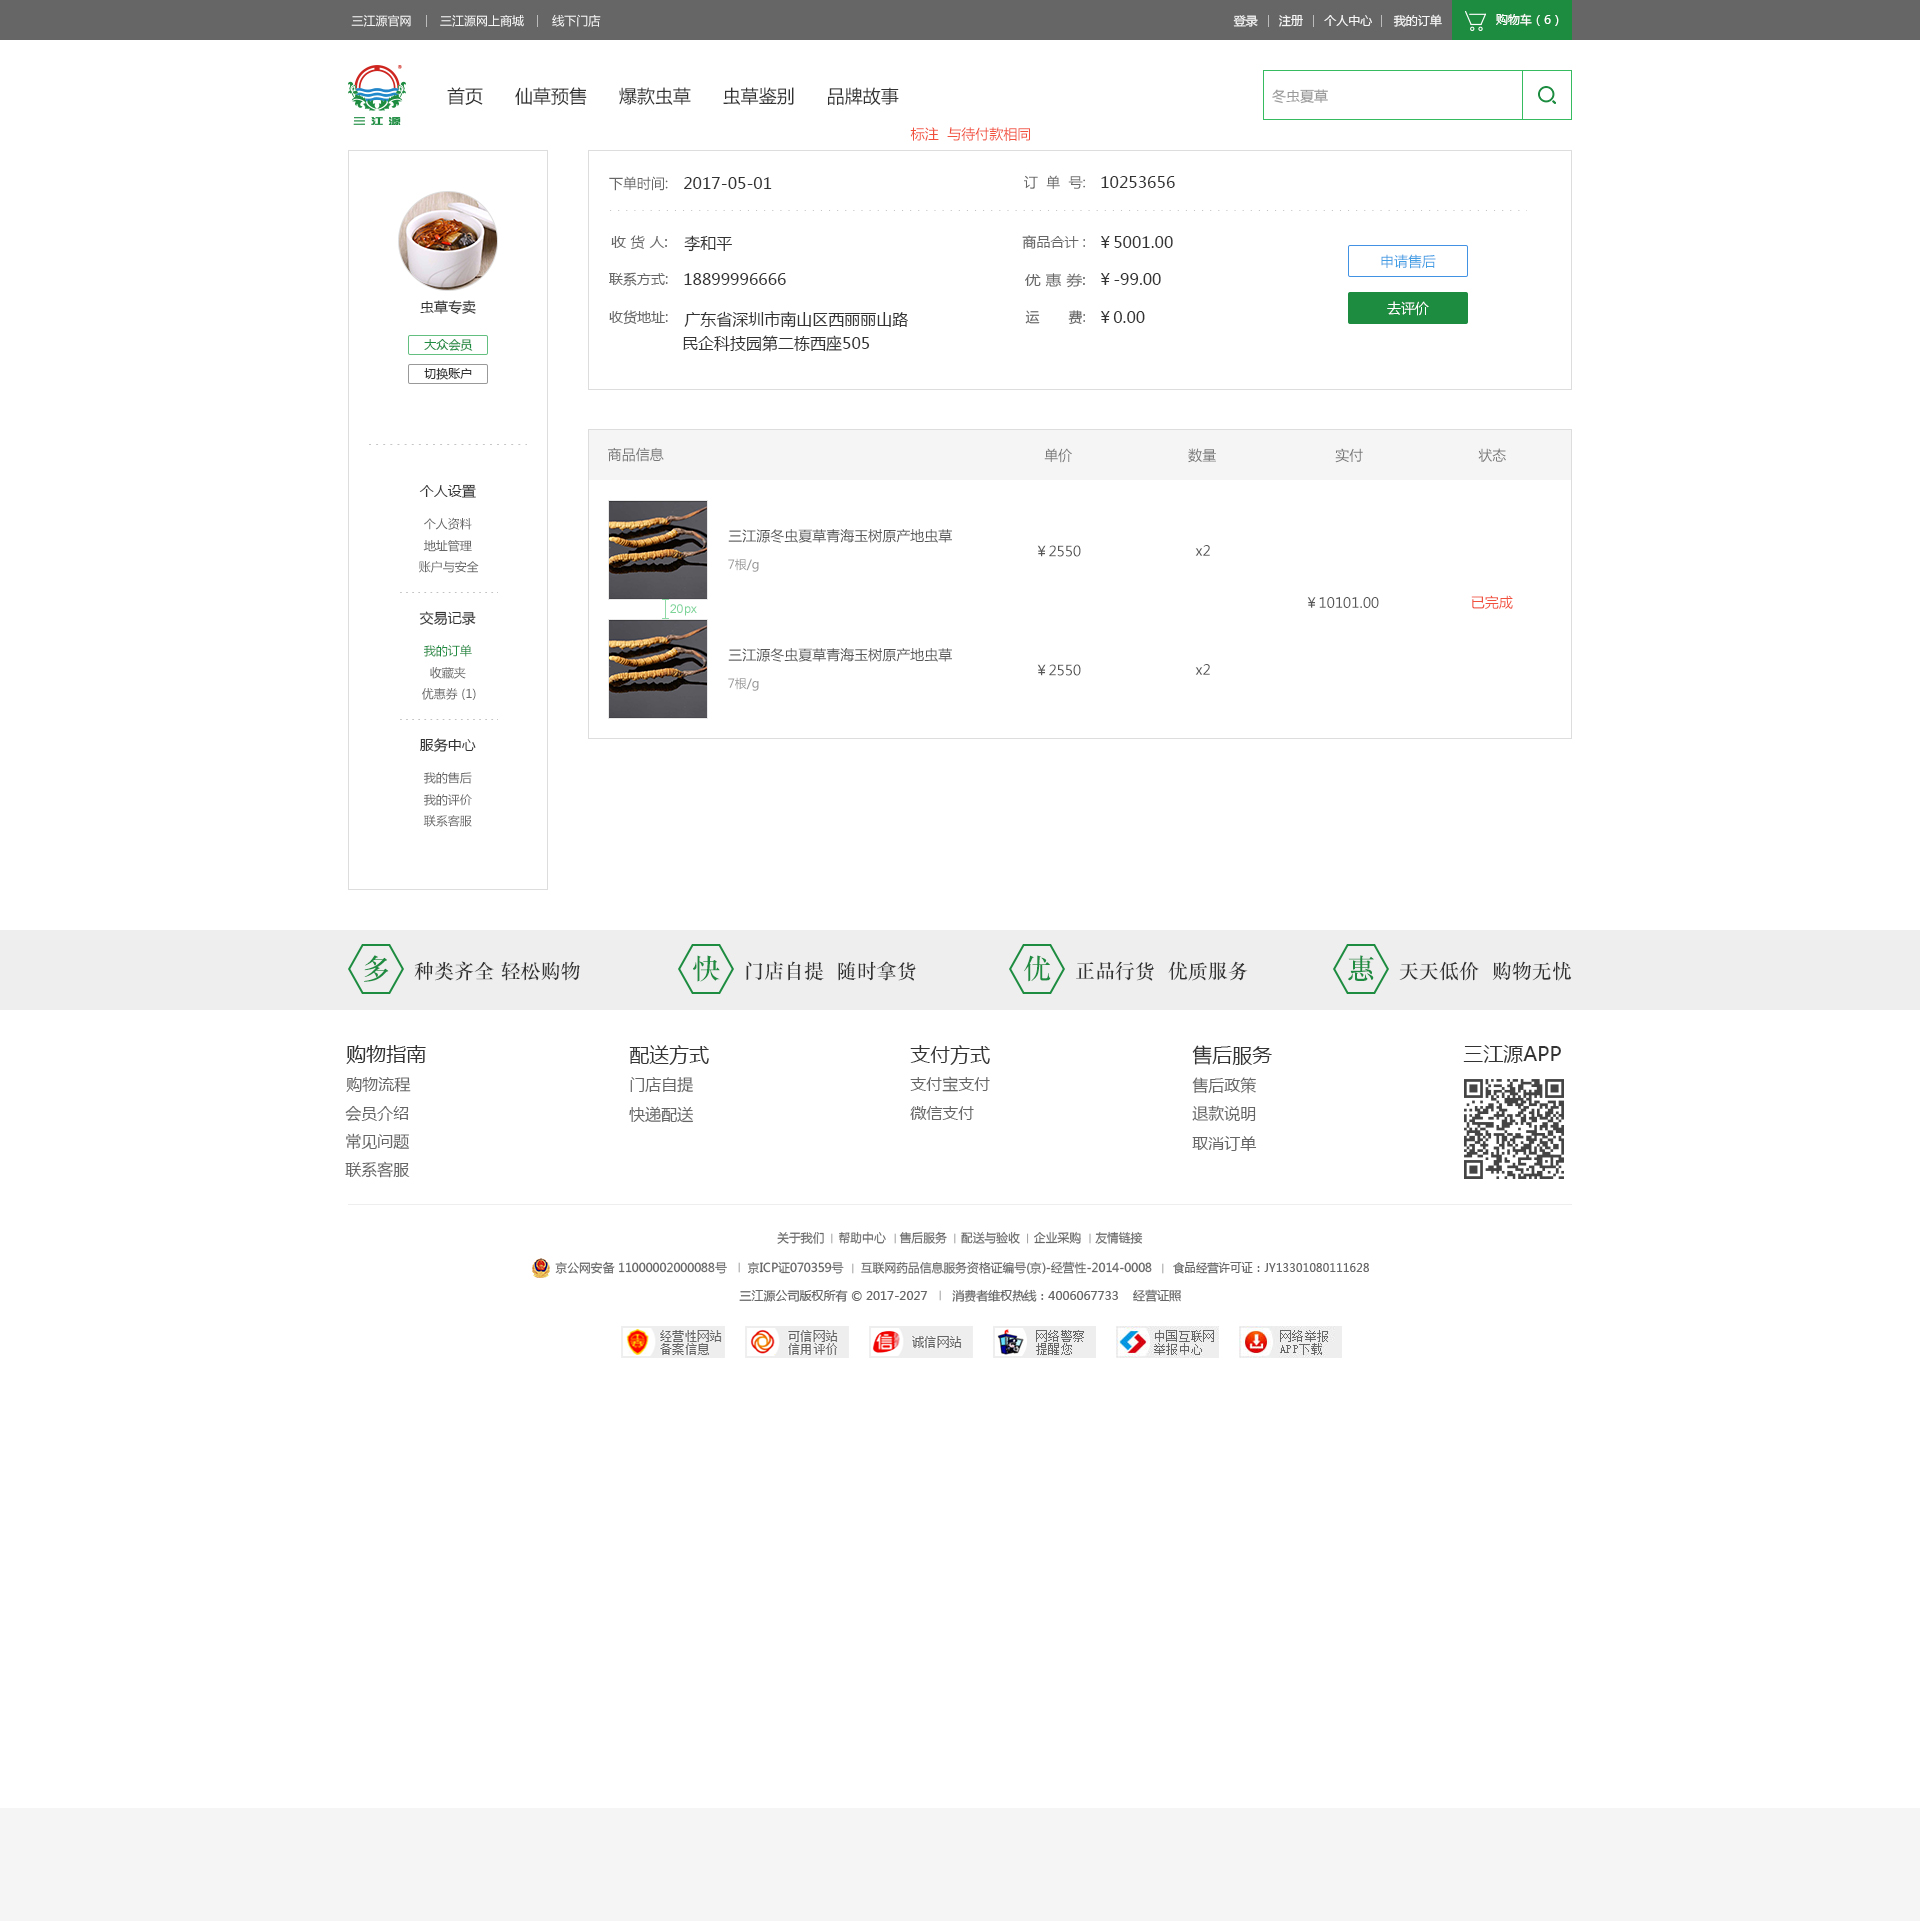 三江源官网 | 三江源网上商城 | 线下门店
登录 | 注册 | 个人中心 | 我的订单
购物车 ( 6 )
三江源
首页 仙草预售 爆款虫草 虫草鉴别 品牌故事
冬虫夏草
标注 与待付款相同
虫草专卖
大众会员
切换账户
个人设置
个人资料
地址管理
账户与安全
交易记录
我的订单
收藏夹
优惠券 (1)
服务中心
我的售后
我的评价
联系客服
下单时间: 2017-05-01 订 单 号: 10253656
收 货 人: 李和平 商品合计 : ¥ 5001.00
联系方式: 18899996666 优 惠 券: ¥ -99.00
收货地址: 广东省深圳市南山区西丽丽山路 运 费: ¥ 0.00
民企科技园第二栋西座505
申请售后
去评价
商品信息 单价 数量 实付 状态
三江源冬虫夏草青海玉树原产地虫草
7根/g
¥ 2550 x2
20px
¥ 10101.00 已完成
三江源冬虫夏草青海玉树原产地虫草
7根/g
¥ 2550 x2
多 种类齐全 轻松购物
快 门店自提 随时拿货
优 正品行货 优质服务
惠 天天低价 购物无忧
购物指南
购物流程
会员介绍
常见问题
联系客服
配送方式
门店自提
快递配送
支付方式
支付宝支付
微信支付
售后服务
售后政策
退款说明
取消订单
三江源APP
关于我们 | 帮助中心 | 售后服务 | 配送与验收 | 企业采购 | 友情链接
京公网安备 11000002000088号 | 京ICP证070359号 | 互联网药品信息服务资格证编号(京)-经营性-2014-0008 | 食品经营许可证 : JY13301080111628
三江源公司版权所有 © 2017-2027 | 消费者维权热线 : 4006067733 经营证照
经营性网站
备案信息
可信网站
信用评价
信 诚信网站
网络警察
提醒您
中国互联网
举报中心
网络举报
APP下载